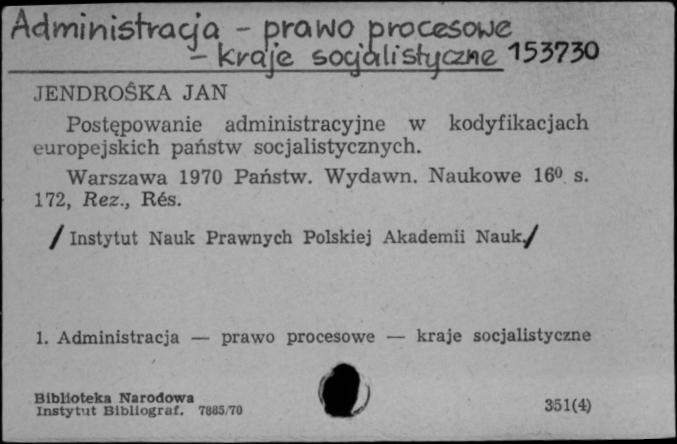 Administracja – prawo procesowe
– kraje socjalistyczne 153730
JENDROŚKA JAN
Postępowanie administracyjne w kodyfikacjach
europejskich państw socjalistycznych.
Warszawa 1970 Państw. Wydawn. Naukowe 16⁰ s.
172, Rez., Rés.
/ Instytut Nauk Prawnych Polskiej Akademii Nauk./
1. Administracja — prawo procesowe — kraje socjalistyczne
Biblioteka Narodowa
Instytut Bibliograf. 7885/70
351(4)